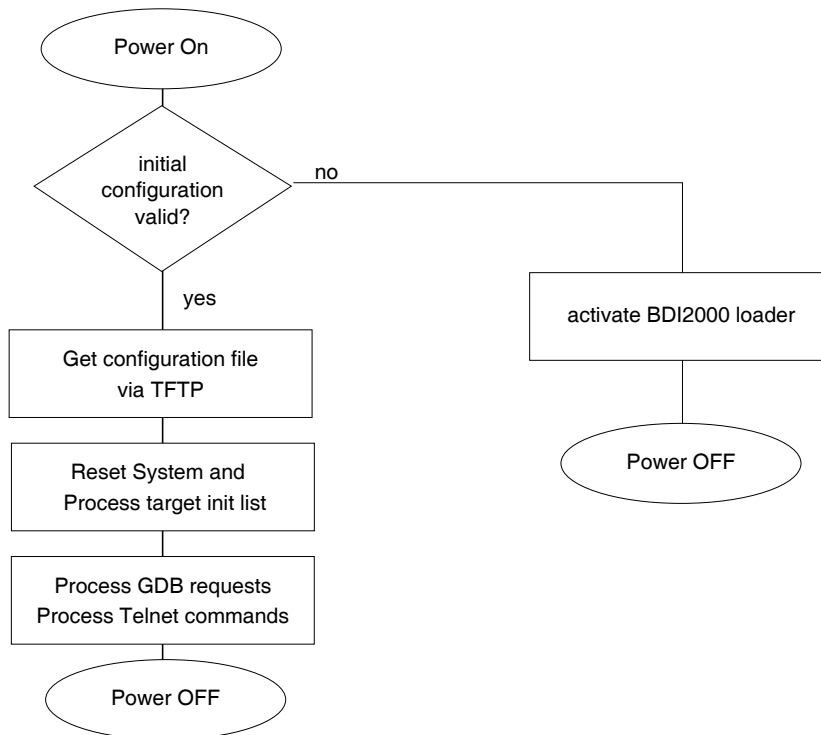 Power On
initial
configuration
valid?
no
yes
activate BDI2000 loader
Get configuration file
via TFTP
Power OFF
Reset System and
Process target init list
Process GDB requests
Process Telnet commands
Power OFF